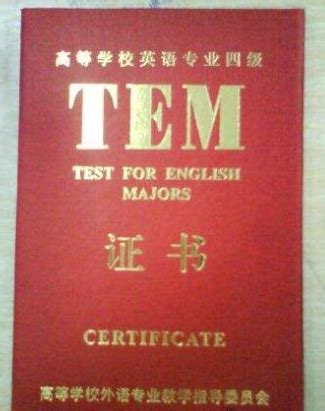 高等学校英语专业四级
TEM
TEST FOR ENGLISH
MAJORS
证书
CERTIFICATE
高等学校外语专业教学指导委员会